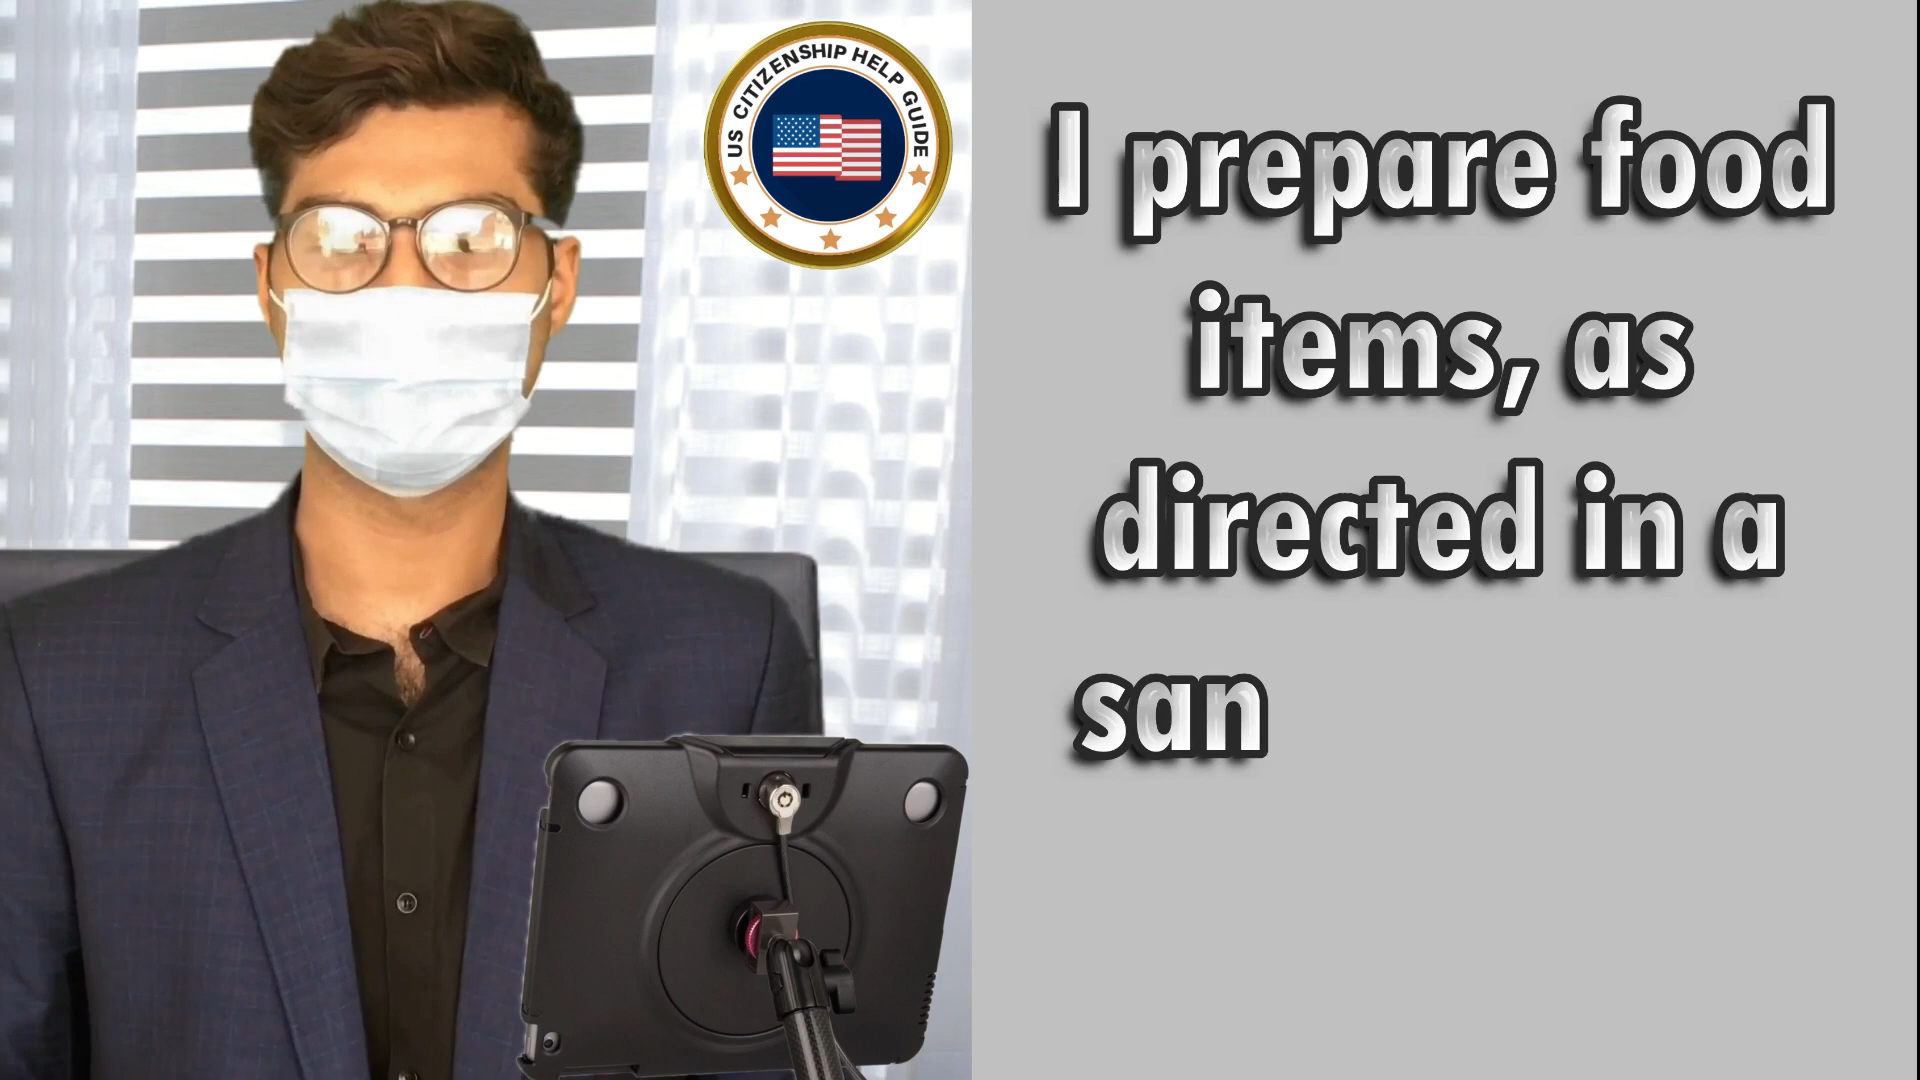 US CITIZENSHIP HELP GUIDE
I prepare food
items, as
directed in a
san